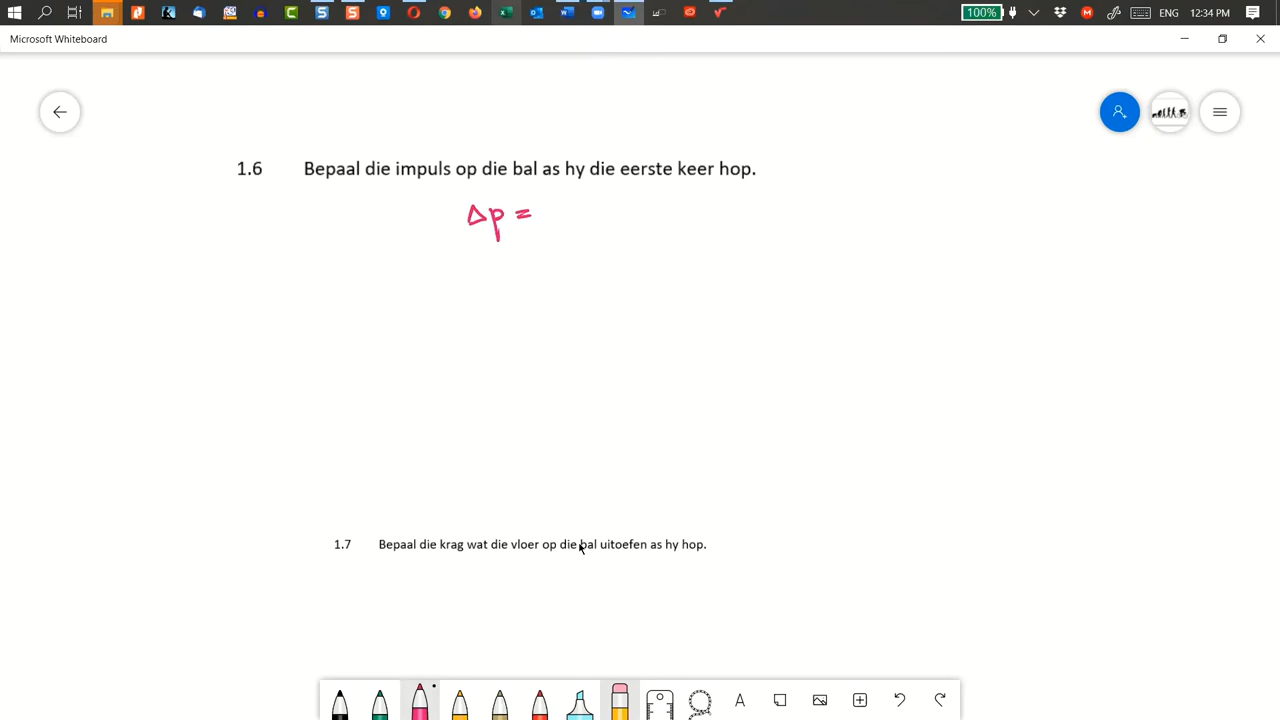 100%
ENG
12:34 PM
Microsoft Whiteboard
1.6 Bepaal die impuls op die bal as hy die eerste keer hop.
Δp =
1.7 Bepaal die krag wat die vloer op die bal uitoefen as hy hop.
A